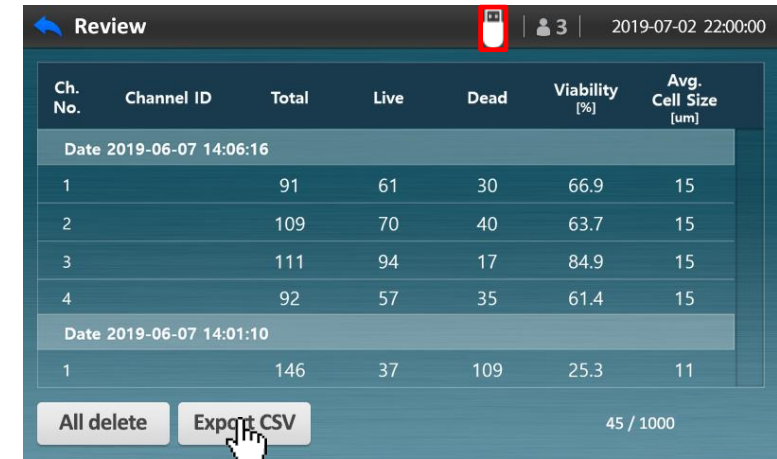 Review 3 2019-07-02 22:00:00
Ch. No. Channel ID Total Live Dead Viability [%] Avg. Cell Size [um]
Date 2019-06-07 14:06:16
1 91 61 30 66.9 15
2 109 70 40 63.7 15
3 111 94 17 84.9 15
4 92 57 35 61.4 15
Date 2019-06-07 14:01:10
1 146 37 109 25.3 11
All delete Export CSV 45 / 1000